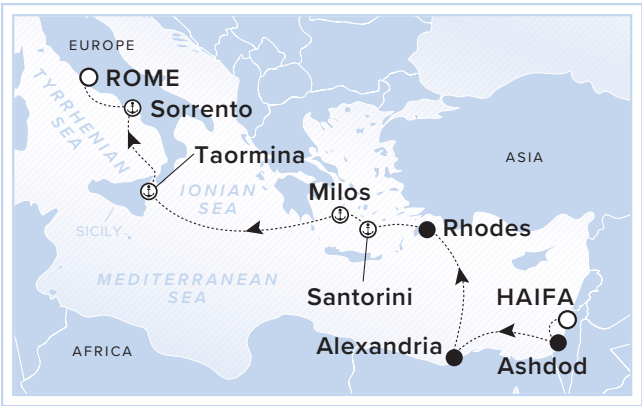 EUROPE
ROME
TYRRHENIAN
SEA
Sorrento
Taormina
ASIA
IONIAN
SEA
Milos
SICILY
Rhodes
MEDITERRANEAN
SEA
Santorini
HAIFA
AFRICA
Alexandria
Ashdod